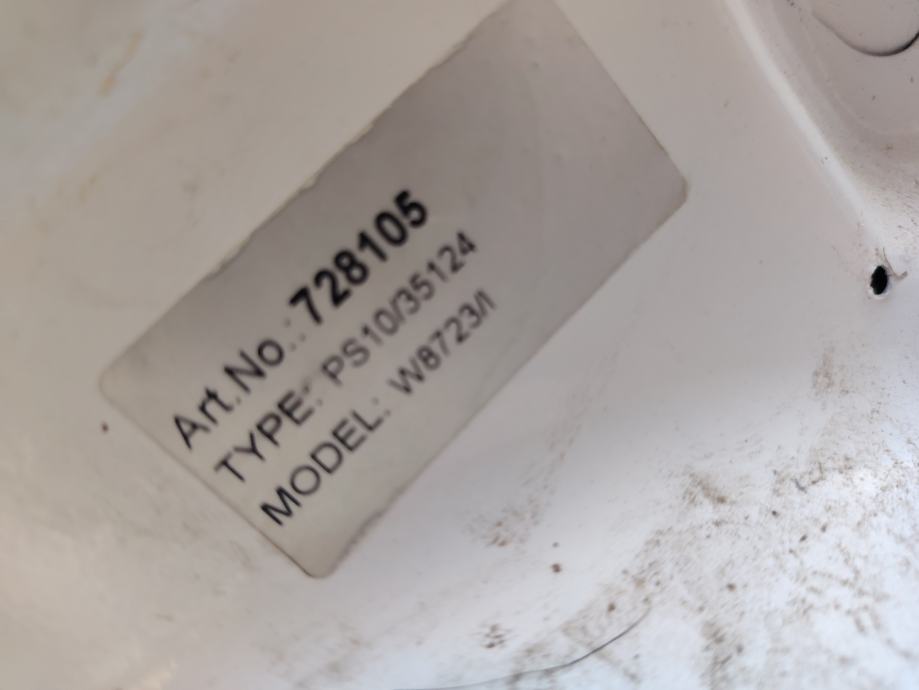 Art.No.: 728105
TYPE: PS10/35124
MODEL: W8723/I